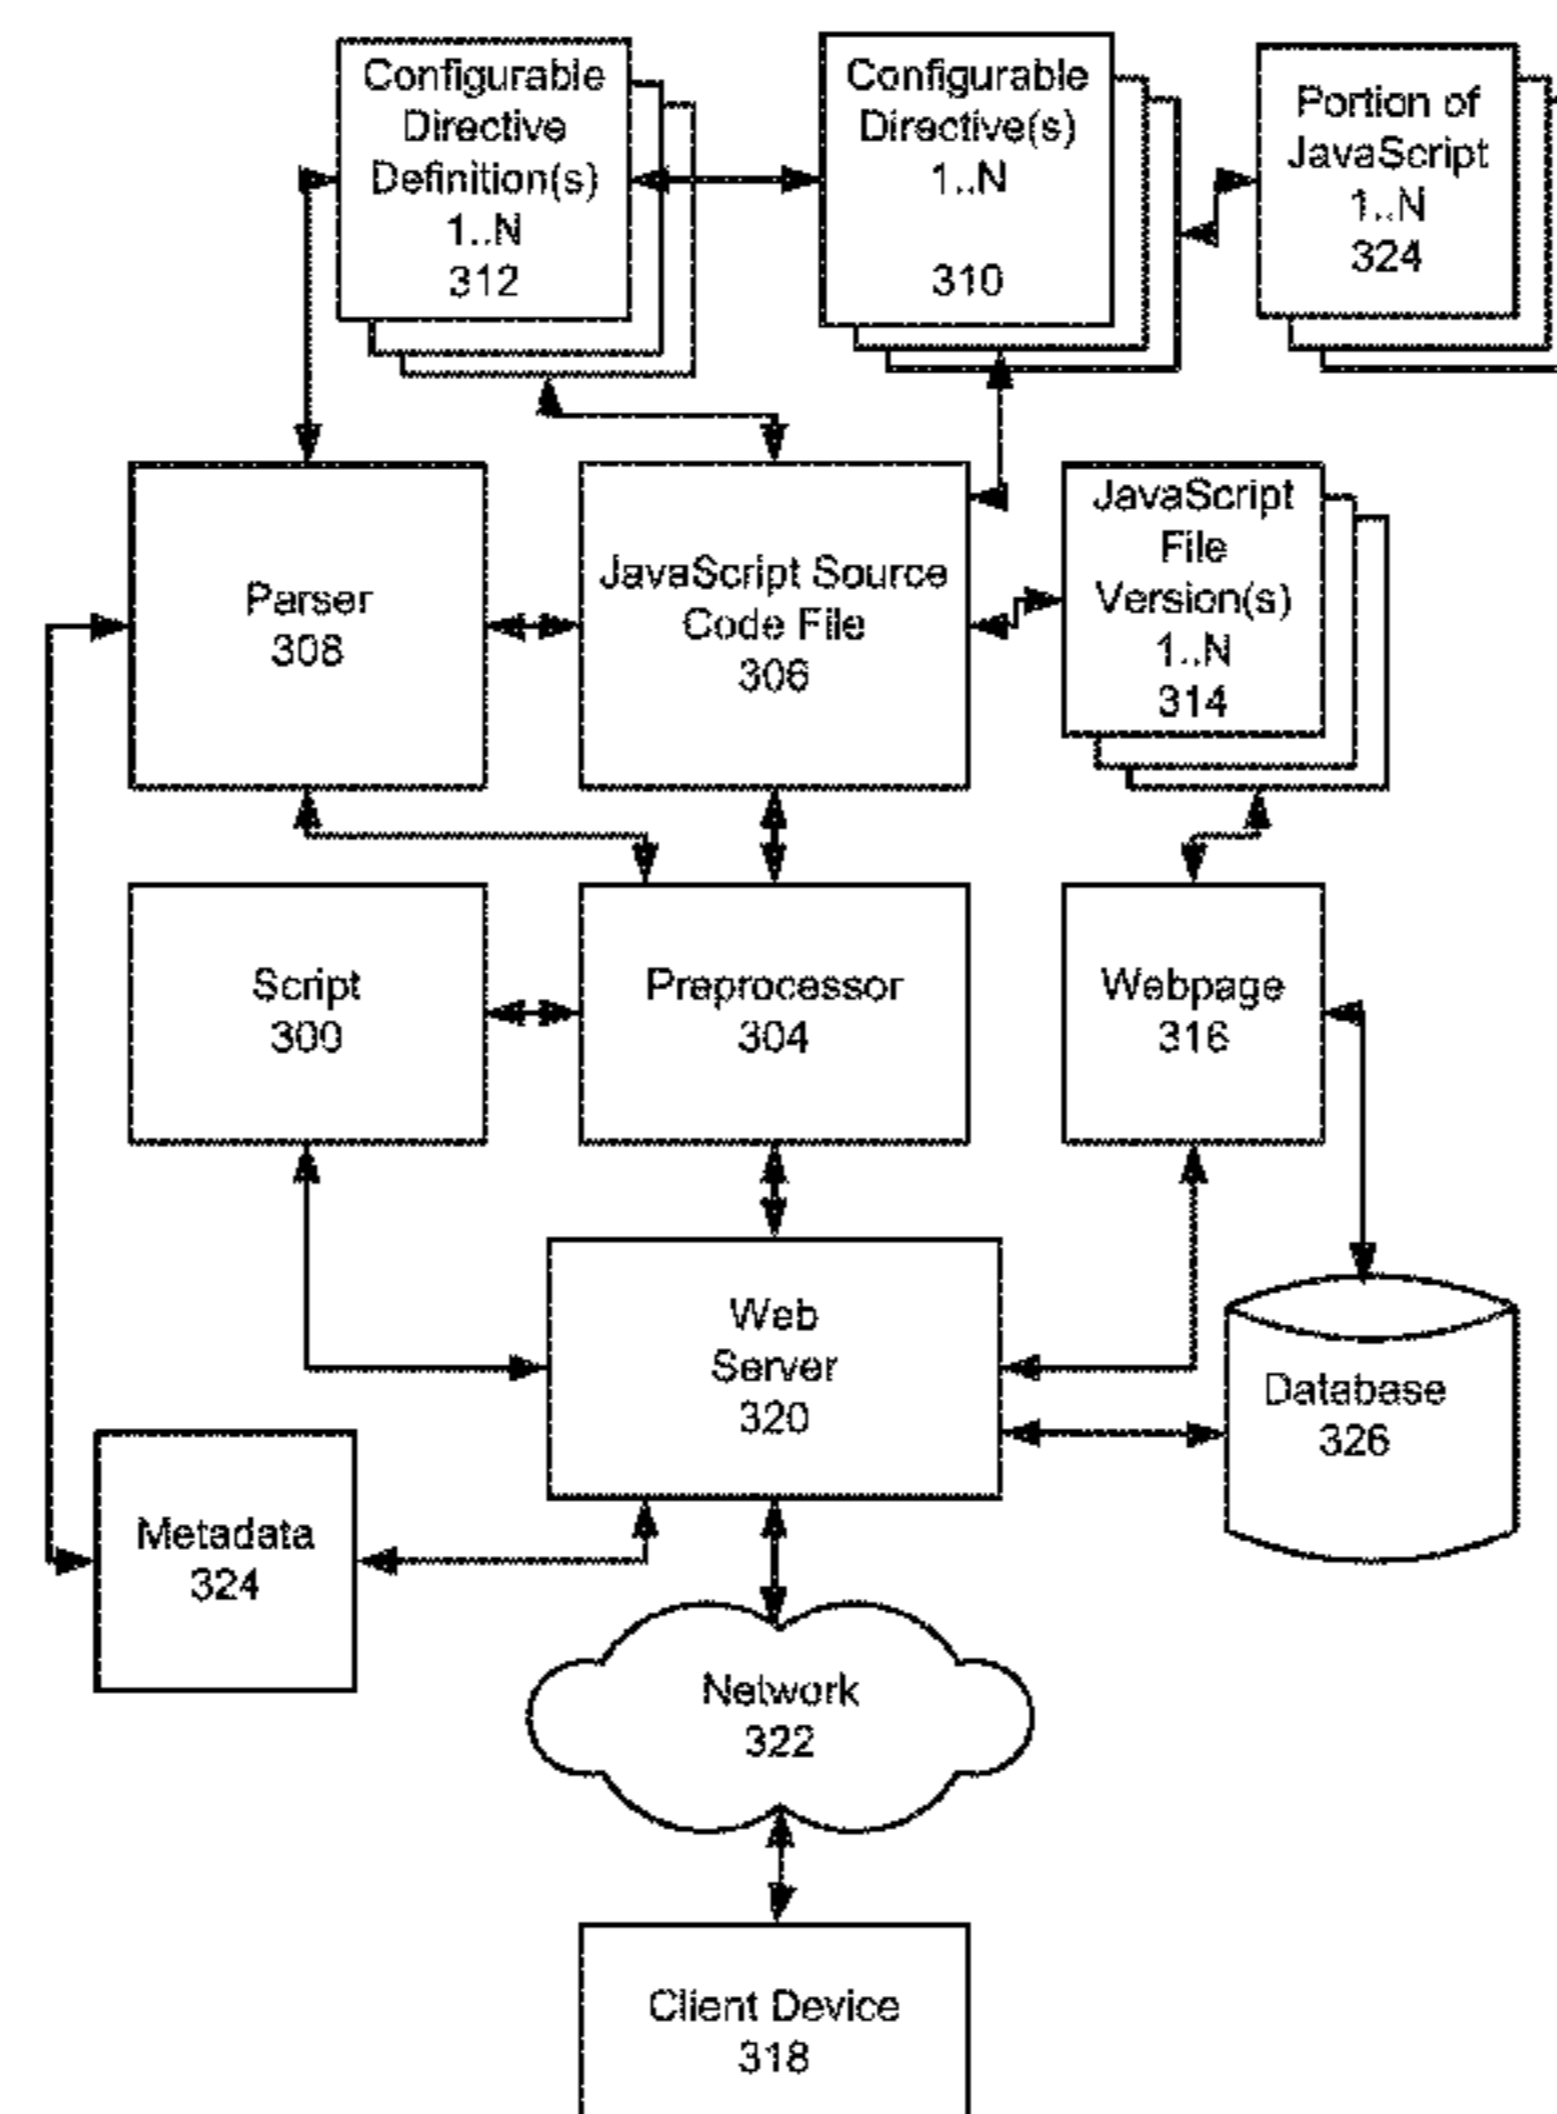 Configurable
Directive
Definition(s)
1..N
312
Configurable
Directive(s)
1..N
310
Portion of
JavaScript
1..N
324
Parser
308
JavaScript Source
Code File
306
JavaScript
File
Version(s)
1..N
314
Script
300
Preprocessor
304
Webpage
316
Web
Server
320
Database
326
Metadata
324
Network
322
Client Device
318